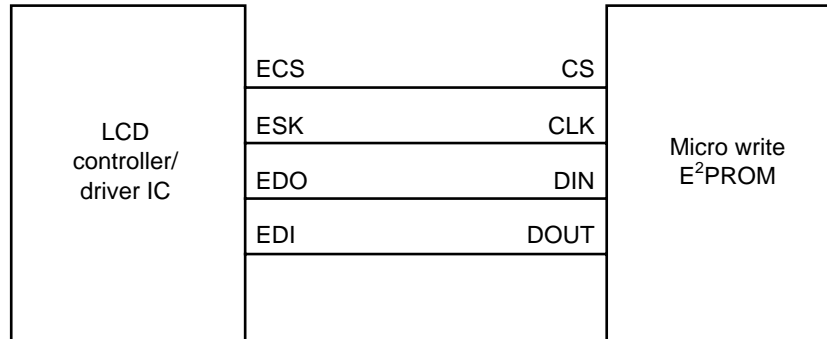 ECS CS
LCD
controller/
driver IC
ESK CLK
Micro write
E²PROM
EDO DIN
EDI DOUT